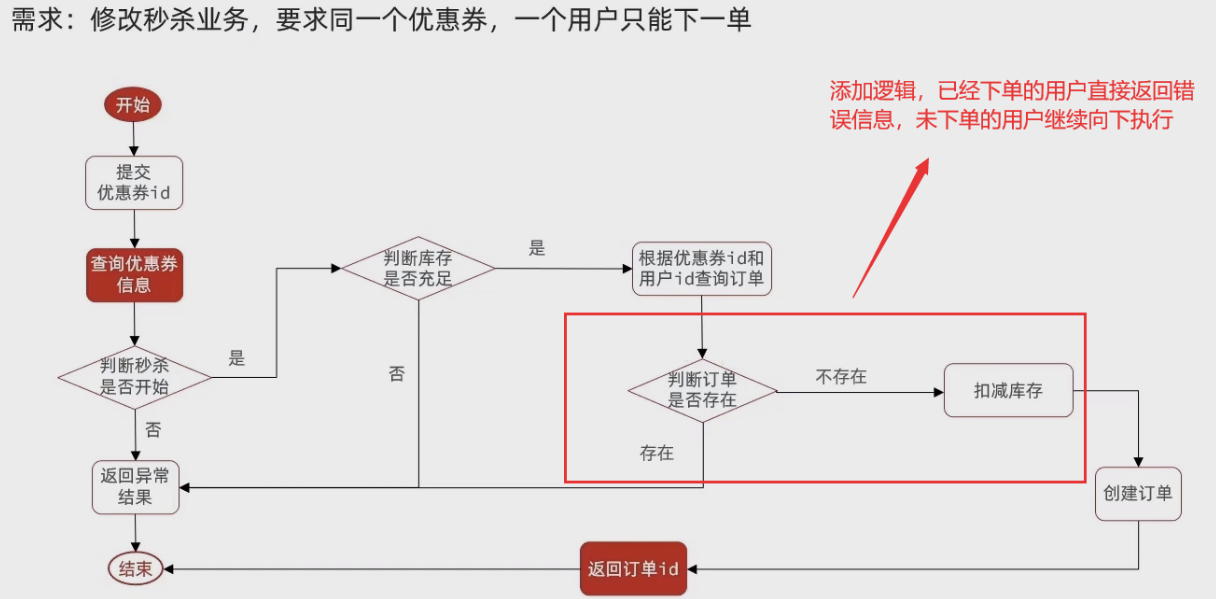 需求：修改秒杀业务，要求同一个优惠券，一个用户只能下一单
添加逻辑，已经下单的用户直接返回错
误信息，未下单的用户继续向下执行
开始
提交
优惠券id
查询优惠券
信息
判断秒杀
是否开始
是
否
返回异常
结果
结束
判断库存
是否充足
是
否
根据优惠券id和
用户id查询订单
判断订单
是否存在
不存在
存在
扣减库存
创建订单
返回订单id